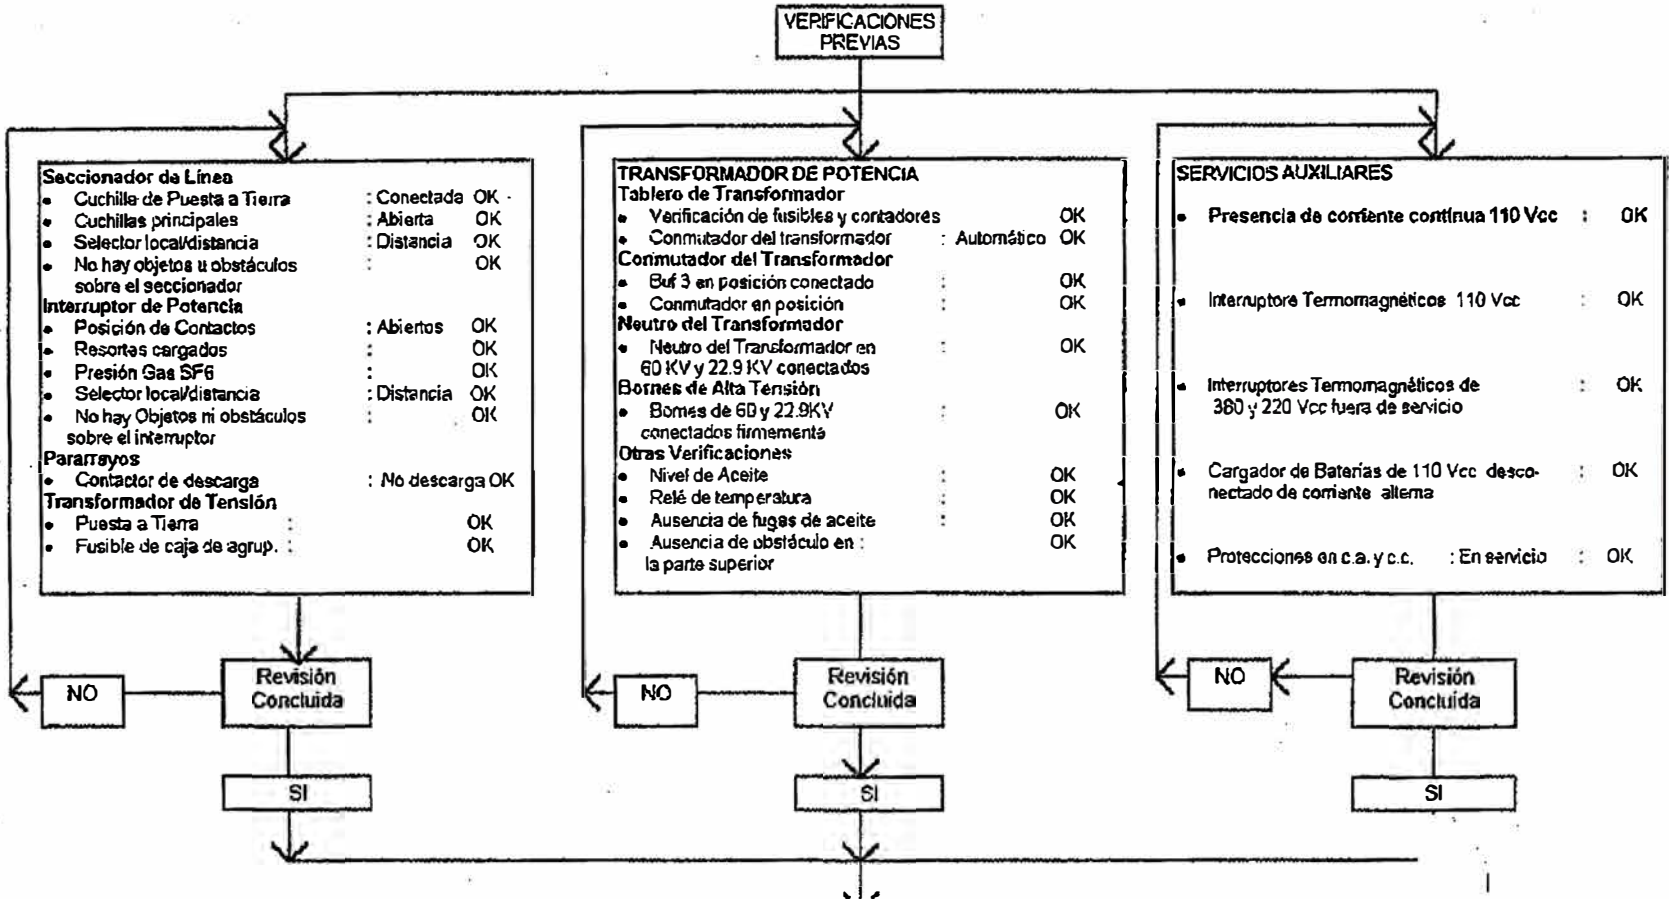 VERIFICACIONES
PREVIAS
Seccionador de Línea
• Cuchilla de Puesta a Tierra : Conectada OK
• Cuchillas principales : Abierta OK
• Selector local/distancia : Distancia OK
• No hay objetos u obstáculos : OK
sobre el seccionador
Interruptor de Potencia
• Posición de Contactos : Abiertos OK
• Resortes cargados : OK
• Presión Gas SF6 : OK
• Selector local/distancia : Distancia OK
• No hay Objetos ni obstáculos : OK
sobre el interruptor
Pararrayos
• Contactor de descarga : No descarga OK
Transformador de Tensión
• Puesta a Tierra : OK
• Fusible de caja de agrup. : OK
TRANSFORMADOR DE POTENCIA
Tablero de Transformador
• Verificación de fusibles y contadores OK
• Conmutador del transformador : Automático OK
Conmutador del Transformador
• Buf 3 en posición conectado : OK
• Conmutador en posición : OK
Neutro del Transformador
• Neutro del Transformador en : OK
60 KV y 22.9 KV conectados
Bornes de Alta Tensión
• Bornes de 60 y 22.9KV : OK
conectados firmemente
Otras Verificaciones
• Nivel de Aceite : OK
• Relé de temperatura : OK
• Ausencia de fugas de aceite : OK
• Ausencia de obstáculo en : OK
la parte superior
SERVICIOS AUXILIARES
• Presencia de corriente contínua 110 Vcc : OK
• Interruptore Termomagnéticos 110 Vcc : OK
• Interruptores Termomagnéticos de : OK
380 y 220 Vcc fuera de servicio
• Cargador de Baterías de 110 Vcc desco- : OK
nectado de corriente alterna
• Protecciones en c.a. y c.c. : En servicio : OK
NO
Revisión
Concluida
NO
Revisión
Concluida
NO
Revisión
Concluida
SI
SI
SI